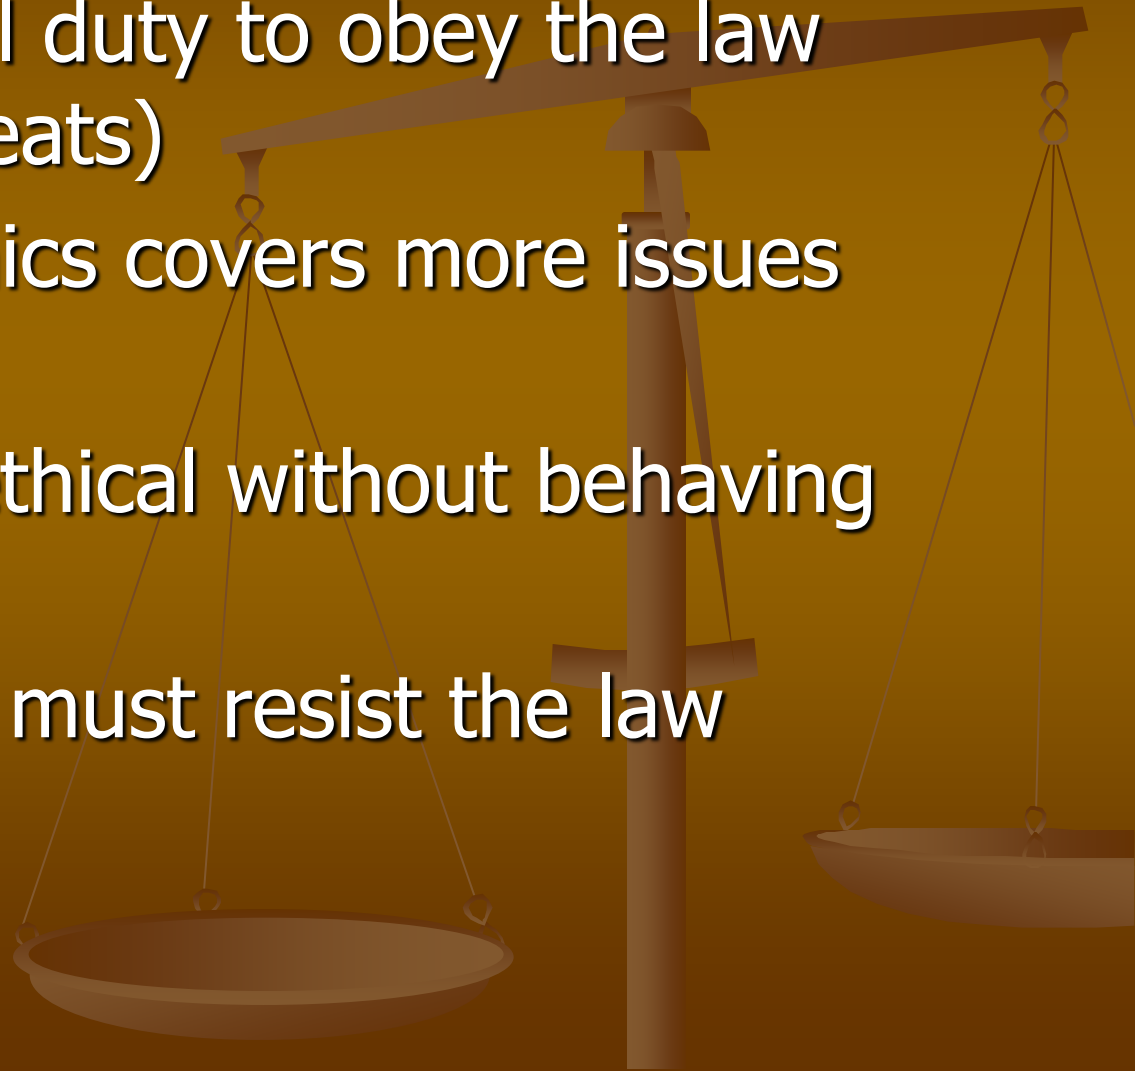 l duty to obey the law
eats)
ics covers more issues
thical without behaving
must resist the law